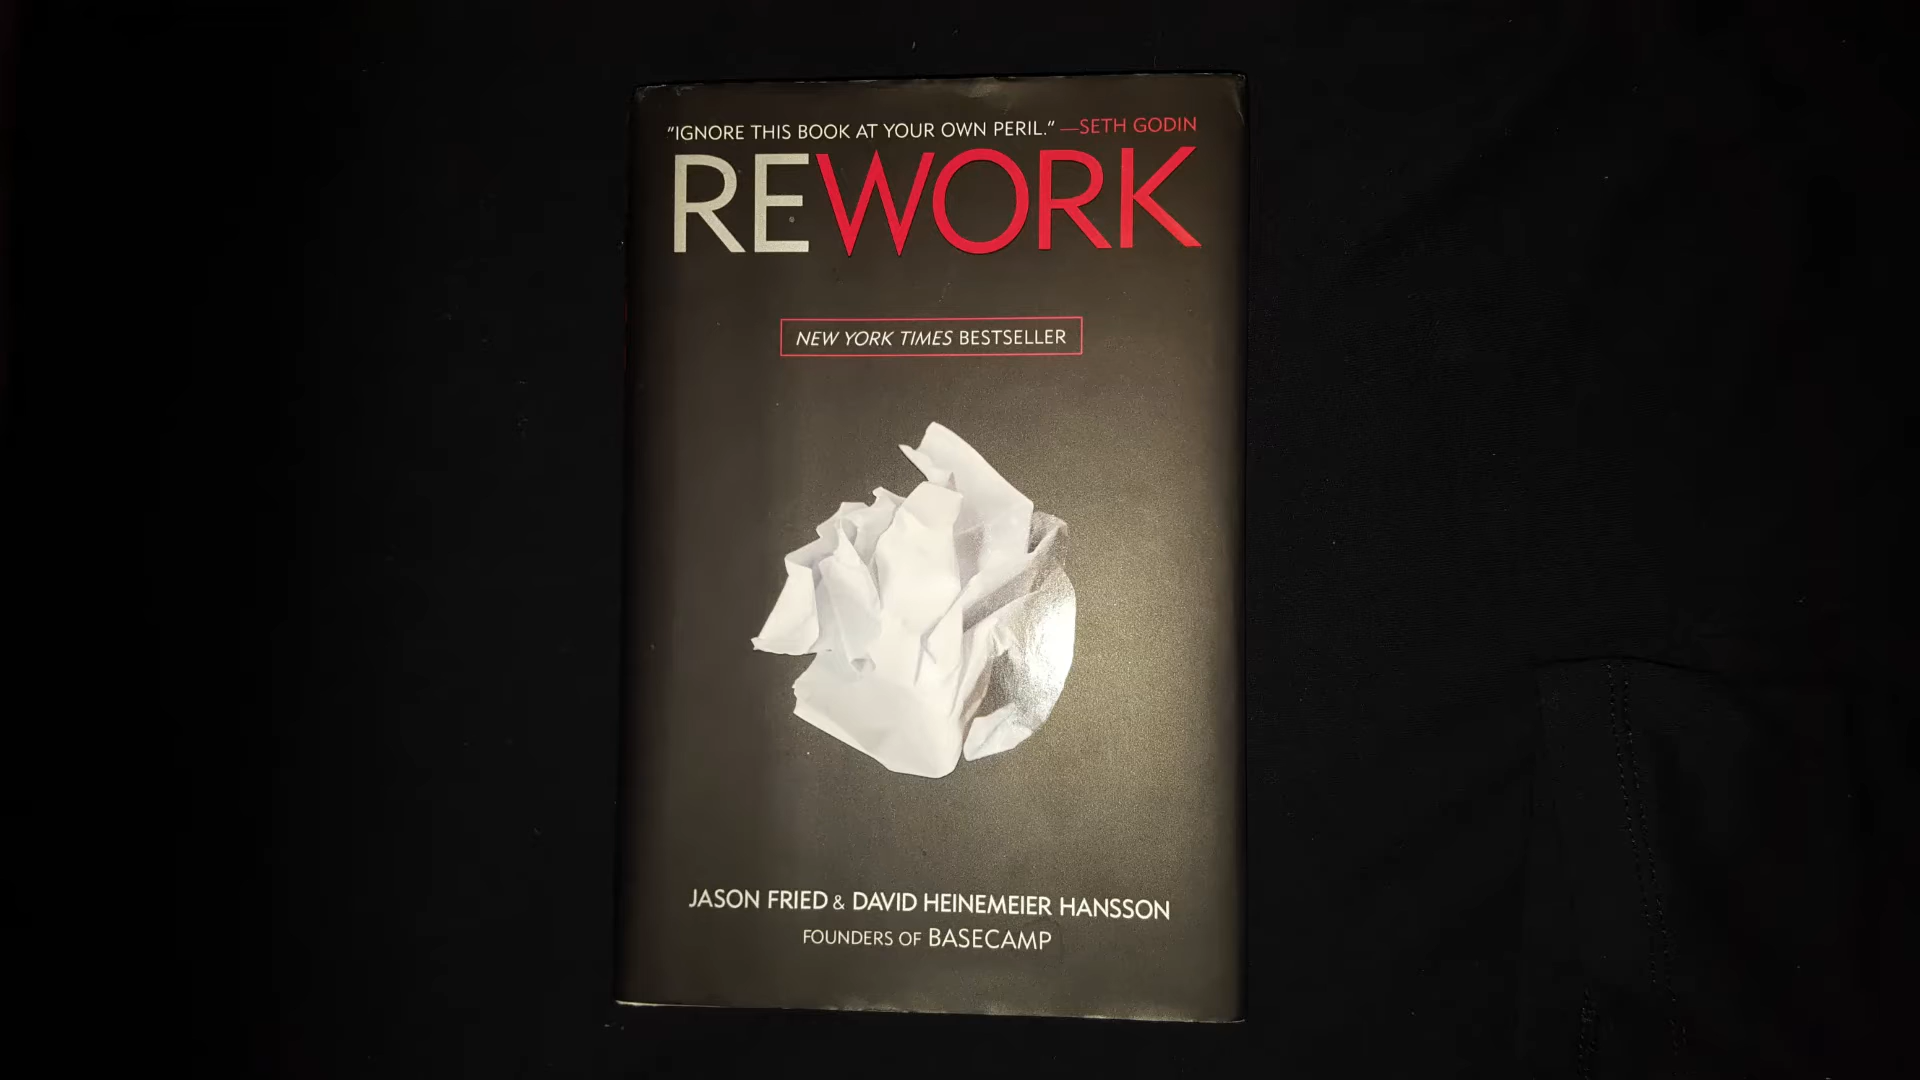 "IGNORE THIS BOOK AT YOUR OWN PERIL." —SETH GODIN
REWORK
NEW YORK TIMES BESTSELLER
JASON FRIED & DAVID HEINEMEIER HANSSON
FOUNDERS OF BASECAMP